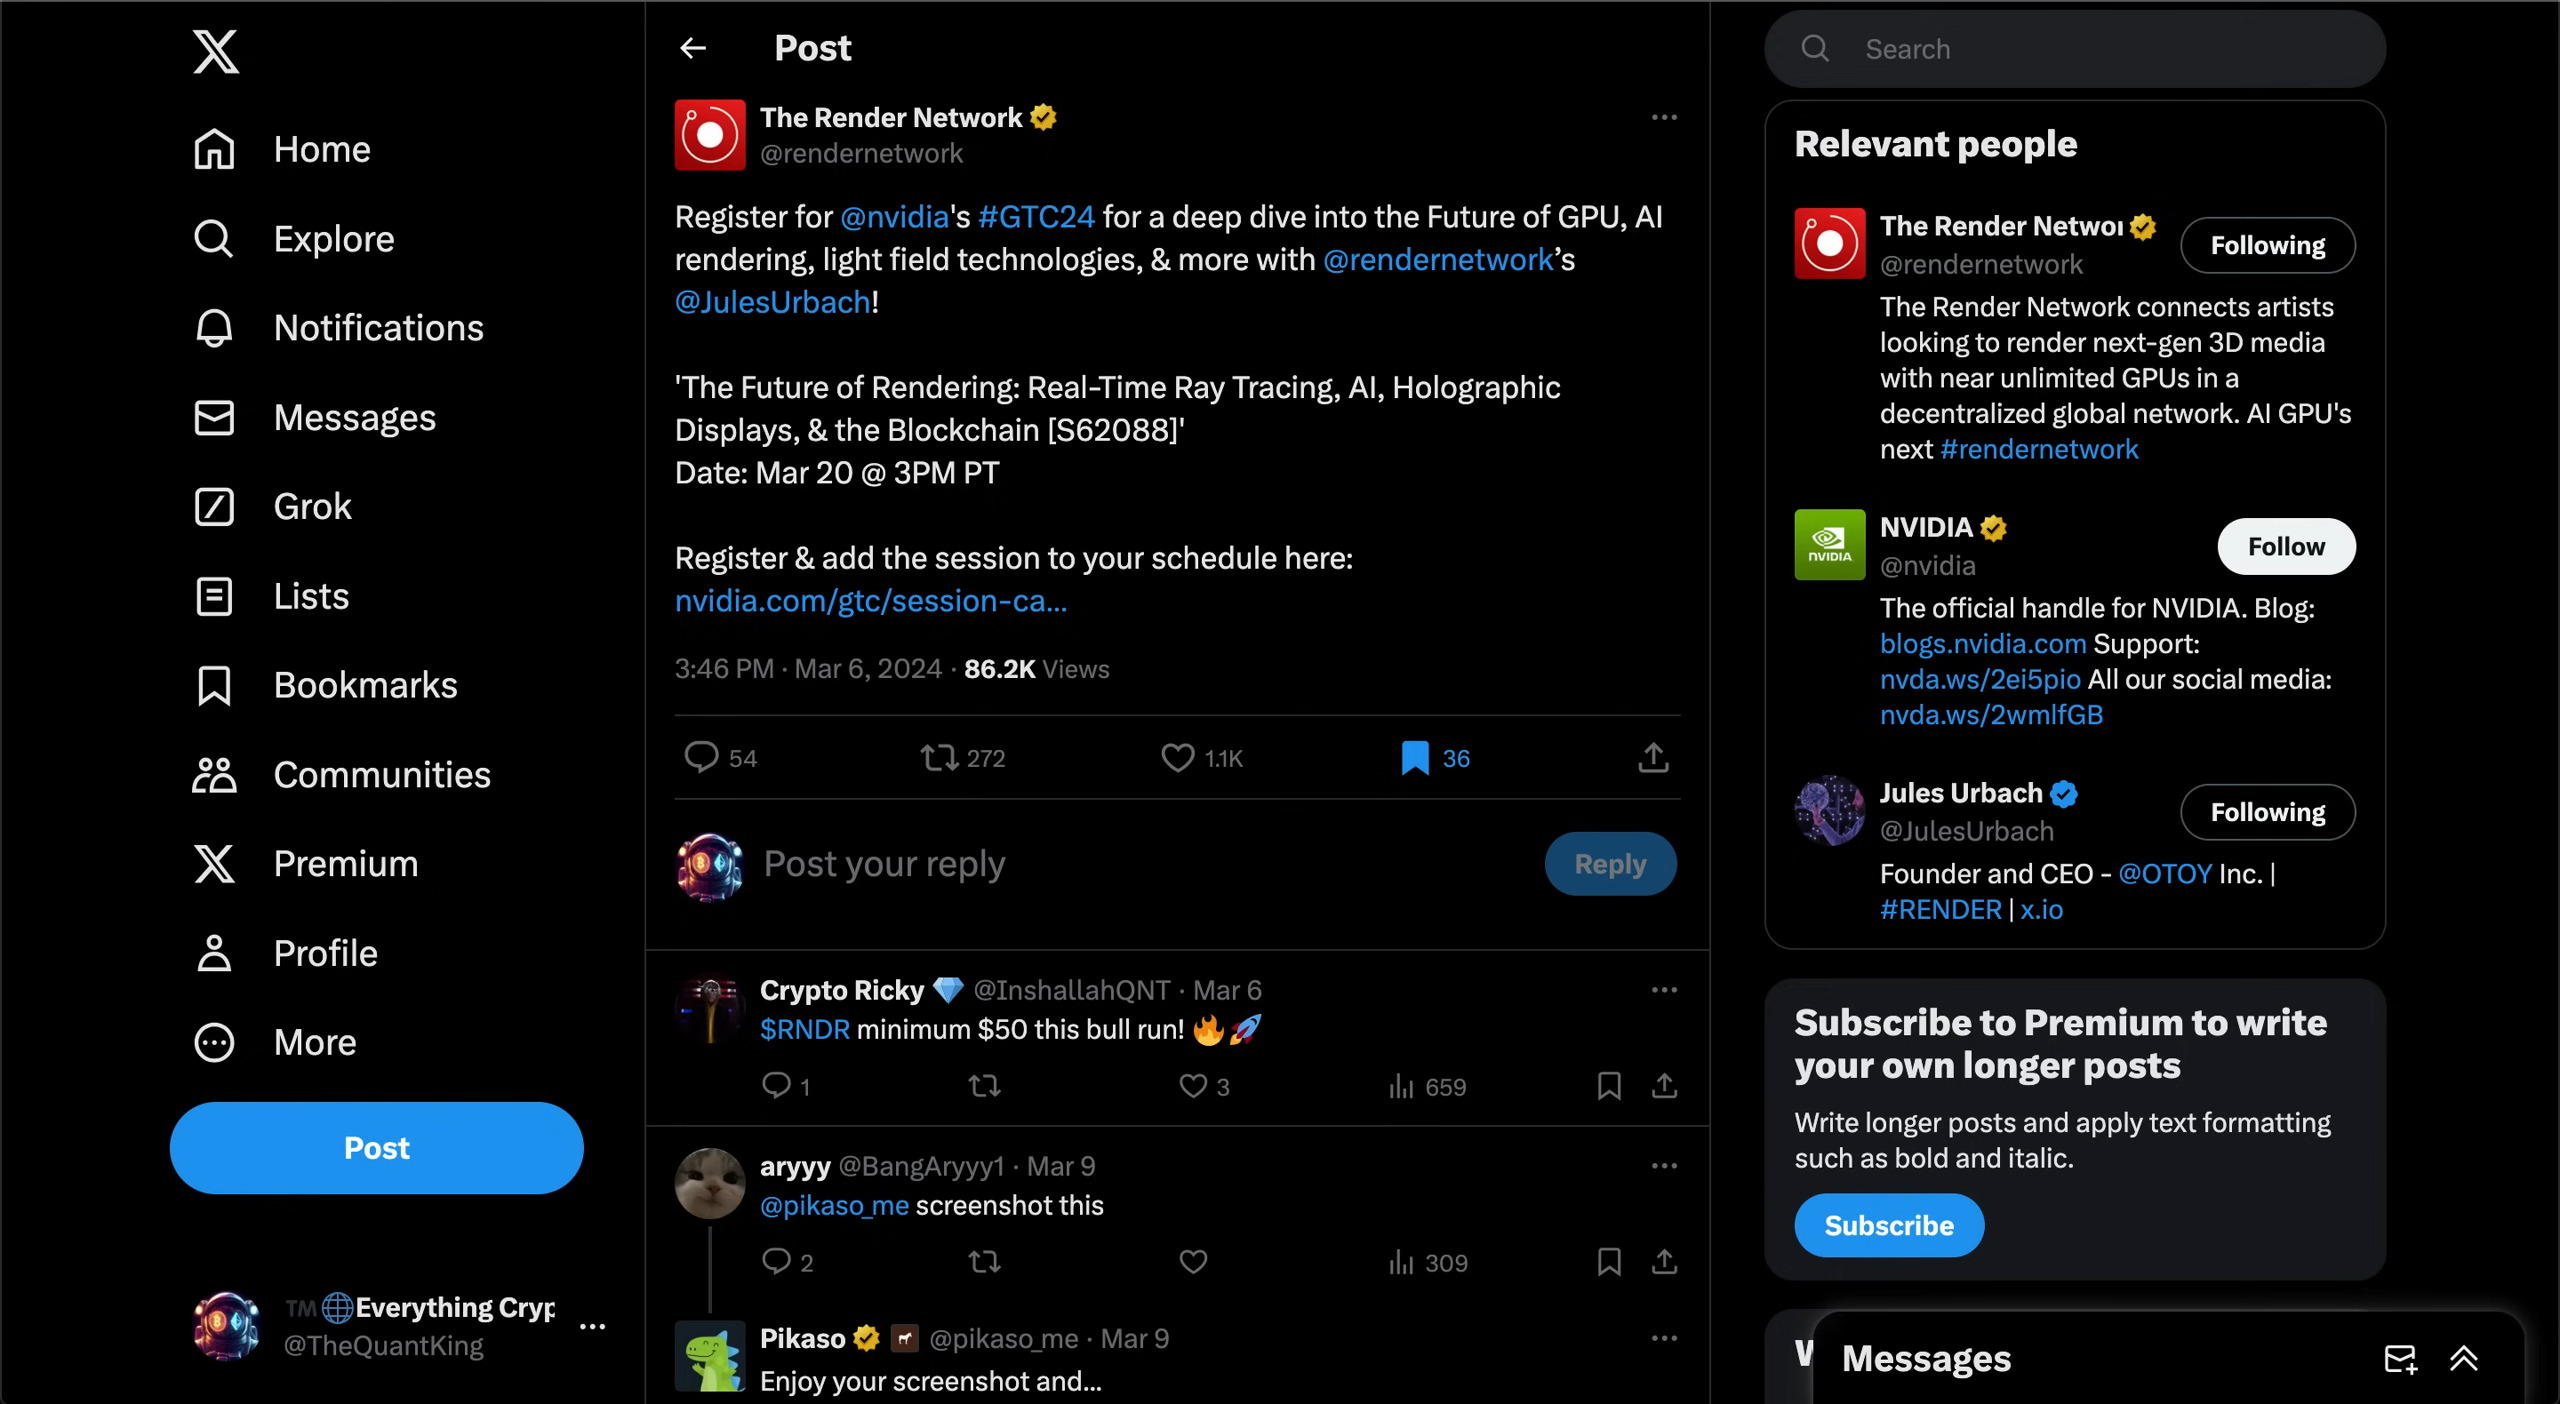 Home
Explore
Notifications
Messages
Grok
Lists
Bookmarks
Communities
Premium
Profile
More
Post
™🌐Everything Cryp
@TheQuantKing
Post
The Render Network
@rendernetwork
Register for @nvidia's #GTC24 for a deep dive into the Future of GPU, AI
rendering, light field technologies, & more with @rendernetwork’s
@JulesUrbach!
'The Future of Rendering: Real-Time Ray Tracing, AI, Holographic
Displays, & the Blockchain [S62088]'
Date: Mar 20 @ 3PM PT
Register & add the session to your schedule here:
nvidia.com/gtc/session-ca…
3:46 PM · Mar 6, 2024 · 86.2K Views
54 272 1.1K 36
Post your reply
Reply
Crypto Ricky 💎 @InshallahQNT · Mar 6
$RNDR minimum $50 this bull run! 🔥🚀
1 3 659
aryyy @BangAryyy1 · Mar 9
@pikaso_me screenshot this
2 309
Pikaso @pikaso_me · Mar 9
Enjoy your screenshot and...
Search
Relevant people
The Render Networ
Following
@rendernetwork
The Render Network connects artists
looking to render next-gen 3D media
with near unlimited GPUs in a
decentralized global network. AI GPU's
next #rendernetwork
NVIDIA
NVIDIA
Follow
@nvidia
The official handle for NVIDIA. Blog:
blogs.nvidia.com Support:
nvda.ws/2ei5pio All our social media:
nvda.ws/2wmlfGB
Jules Urbach
Following
@JulesUrbach
Founder and CEO - @OTOY Inc. |
#RENDER | x.io
Subscribe to Premium to write
your own longer posts
Write longer posts and apply text formatting
such as bold and italic.
Subscribe
Messages